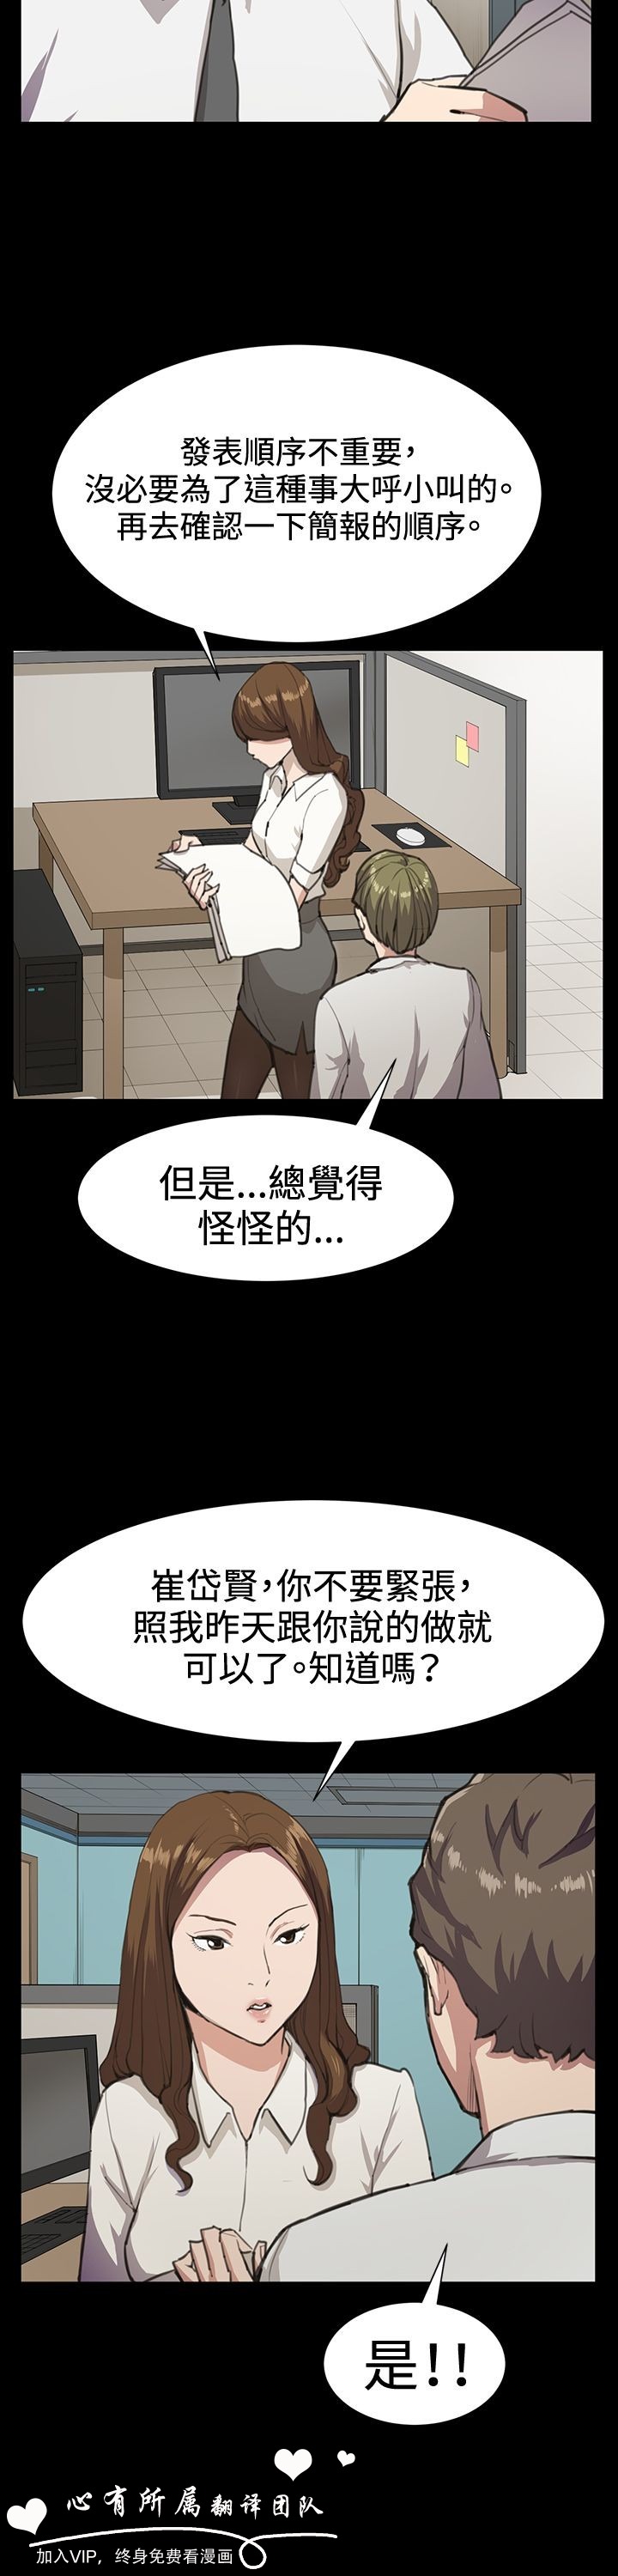 發表順序不重要，
沒必要為了這種事大呼小叫的。
再去確認一下簡報的順序。
但是...總覺得
怪怪的...
崔岱賢，你不要緊張，
照我昨天跟你說的做就
可以了。知道嗎？
是！！
心有所属翻译团队
加入VIP，终身免费看漫画